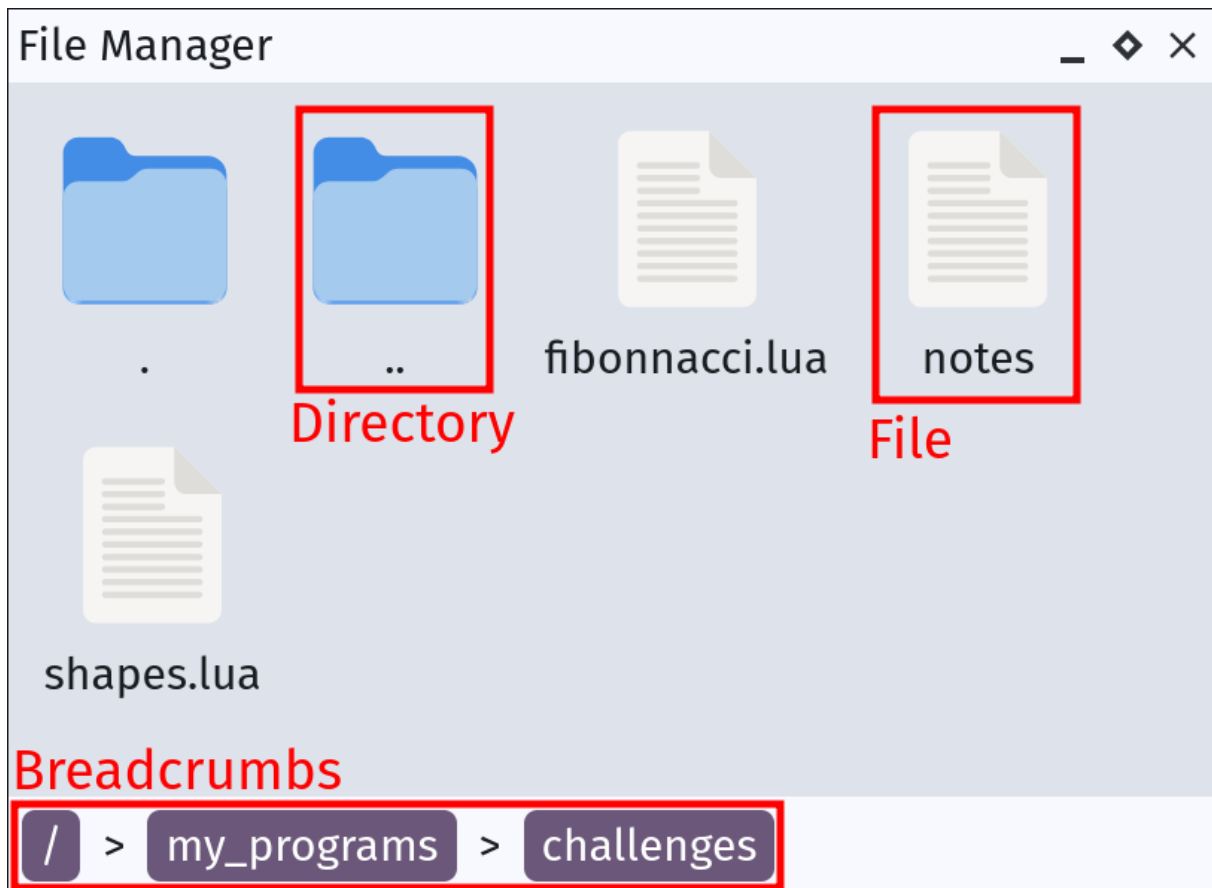 File Manager
. .. fibonnacci.lua notes
Directory File
shapes.lua
Breadcrumbs
/ > my_programs > challenges